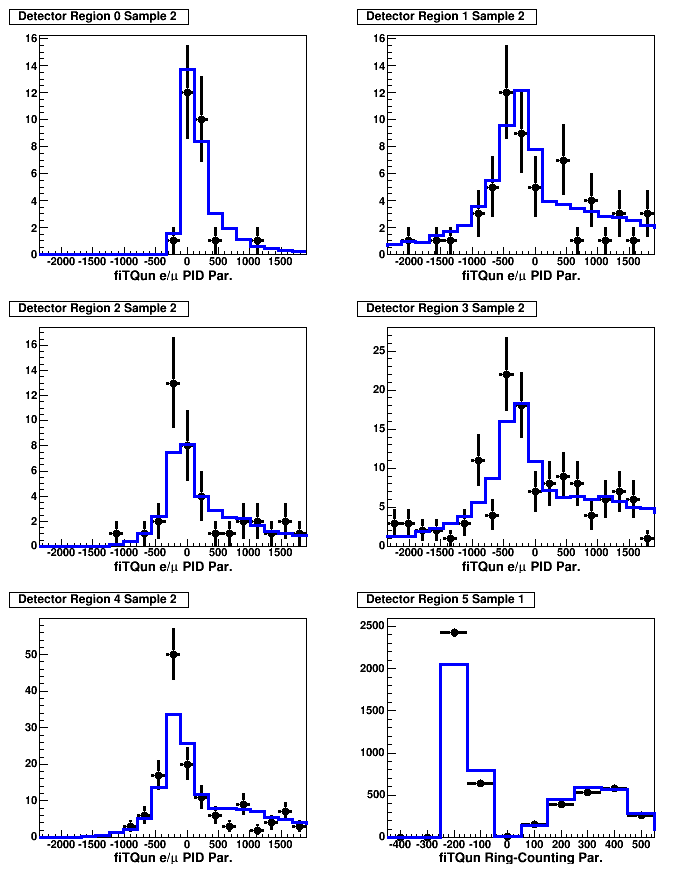 Detector Region 0 Sample 2
16
14
12
10
8
6
4
2
0
-2000 -1500 -1000 -500 0 500 1000 1500
fiTQun e/μ PID Par.
Detector Region 1 Sample 2
16
14
12
10
8
6
4
2
0
-2000 -1500 -1000 -500 0 500 1000 1500
fiTQun e/μ PID Par.
Detector Region 2 Sample 2
16
14
12
10
8
6
4
2
0
-2000 -1500 -1000 -500 0 500 1000 1500
fiTQun e/μ PID Par.
Detector Region 3 Sample 2
25
20
15
10
5
0
-2000 -1500 -1000 -500 0 500 1000 1500
fiTQun e/μ PID Par.
Detector Region 4 Sample 2
50
40
30
20
10
0
-2000 -1500 -1000 -500 0 500 1000 1500
fiTQun e/μ PID Par.
Detector Region 5 Sample 1
2500
2000
1500
1000
500
0
-400 -300 -200 -100 0 100 200 300 400 500
fiTQun Ring-Counting Par.